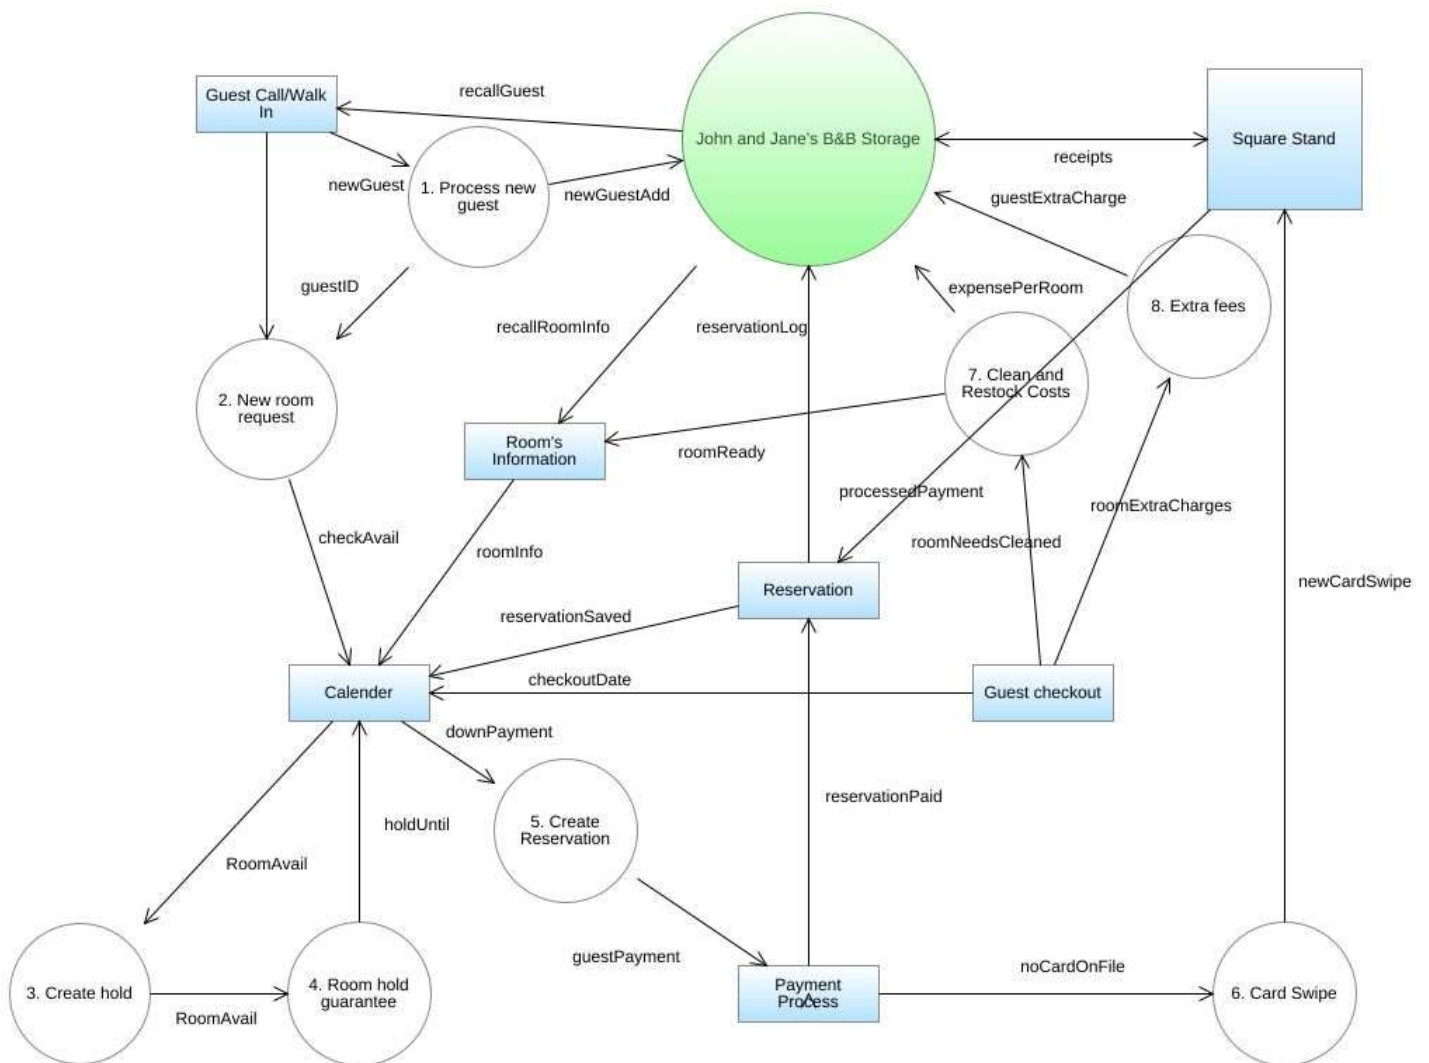 recallGuest
Guest Call/Walk
In
John and Jane's B&B Storage
Square Stand
receipts
newGuest
1. Process new
guest
newGuestAdd
guestExtraCharge
guestID
expensePerRoom
8. Extra fees
recallRoomInfo
reservationLog
2. New room
request
7. Clean and
Restock Costs
Room's
Information
roomReady
processedPayment
roomExtraCharges
checkAvail
roomInfo
roomNeedsCleaned
newCardSwipe
Reservation
reservationSaved
checkoutDate
Calender
Guest checkout
downPayment
reservationPaid
holdUntil
5. Create
Reservation
RoomAvail
guestPayment
noCardOnFile
3. Create hold
4. Room hold
guarantee
Payment
Process
6. Card Swipe
RoomAvail